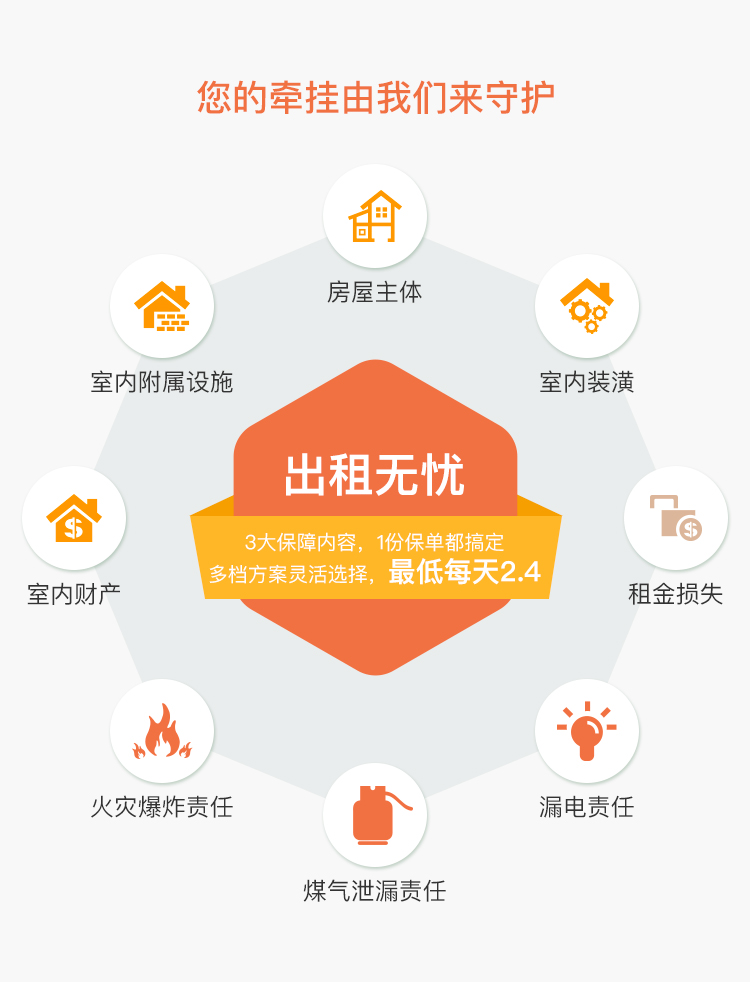 您的牵挂由我们来守护
房屋主体
室内附属设施
室内装潢
出租无忧
3大保障内容，1份保单都搞定
多档方案灵活选择，最低每天2.4
室内财产
租金损失
火灾爆炸责任
漏电责任
煤气泄漏责任